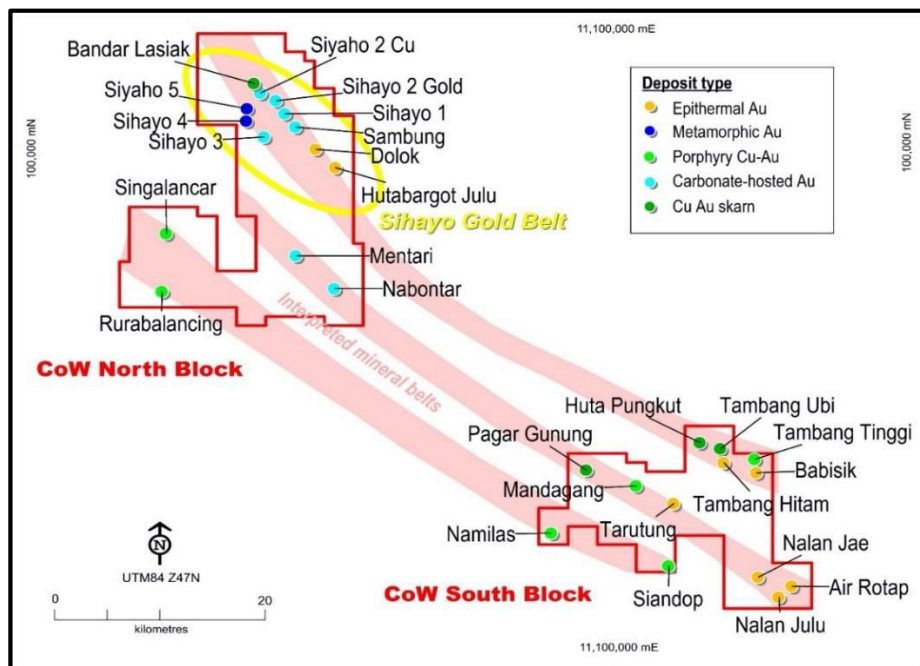 11,100,000 mE
Bandar Lasiak
Siyaho 2 Cu
Siyaho 5
Sihayo 2 Gold
Sihayo 4
Sihayo 1
Sihayo 3
Sambung
Dolok
Hutabargot Julu
Sihayo Gold Belt
100,000 mN
100,000 mN
Deposit type
Epithermal Au
Metamorphic Au
Porphyry Cu-Au
Carbonate-hosted Au
Cu Au skarn
Singalancar
Mentari
Nabontar
Rurabalancing
CoW North Block
Interpreted mineral belts
Huta Pungkut
Tambang Ubi
Tambang Tinggi
Pagar Gunung
Babisik
Mandagang
Tambang Hitam
Namilas
Tarutung
Nalan Jae
Air Rotap
Siandop
Nalan Julu
CoW South Block
N
UTM84 Z47N
0 20
kilometres
11,100,000 mE